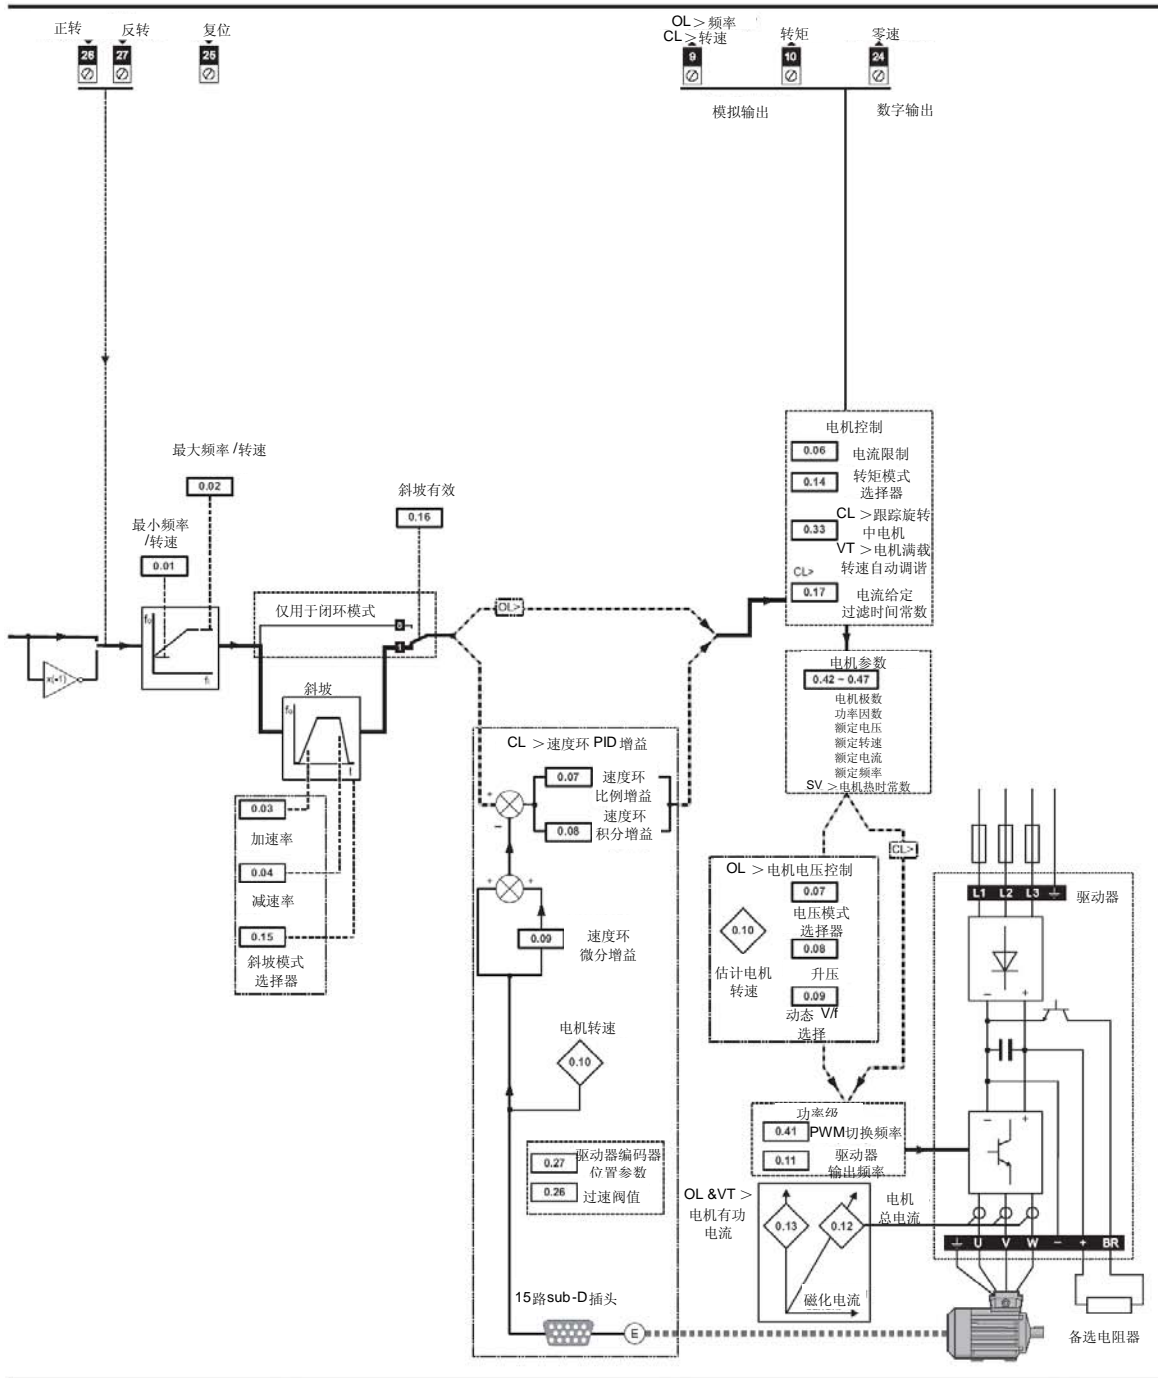 正转
反转
复位
26
27
25
OL＞频率
CL＞转速
转矩
零速
9
10
24
模拟输出
数字输出
最大频率/转速
0.02
最小频率
/转速
0.01
斜坡有效
0.16
仅用于闭环模式
0
1
OL>
x(-1)
斜坡
0.03
加速率
0.04
减速率
0.15
斜坡模式
选择器
电机控制
0.06
电流限制
0.14
转矩模式
选择器
0.33
CL＞跟踪旋转
中电机
VT＞电机满载
转速自动调谐
CL>
0.17
电流给定
过滤时间常数
电机参数
0.42 ~ 0.47
电机极数
功率因数
额定电压
额定转速
额定电流
额定频率
SV＞电机热时常数
CL>
CL ＞速度环 PID 增益
0.07
速度环
比例增益
0.08
速度环
积分增益
+
−
+
+
0.09
速度环
微分增益
电机转速
0.10
0.27
驱动器编码器
位置参数
0.26
过速阀值
15路sub-D插头
E
OL ＞电机电压控制
0.07
电压模式
选择器
0.10
估计电机
转速
0.08
升压
0.09
动态 V/f
选择
功率级
0.41
PWM切换频率
0.11
驱动器
输出频率
OL &VT＞
电机有功
电流
0.13
0.12
磁化电流
电机
总电流
L1 L2 L3
驱动器
−
+
−
+
U V W − + BR
备选电阻器